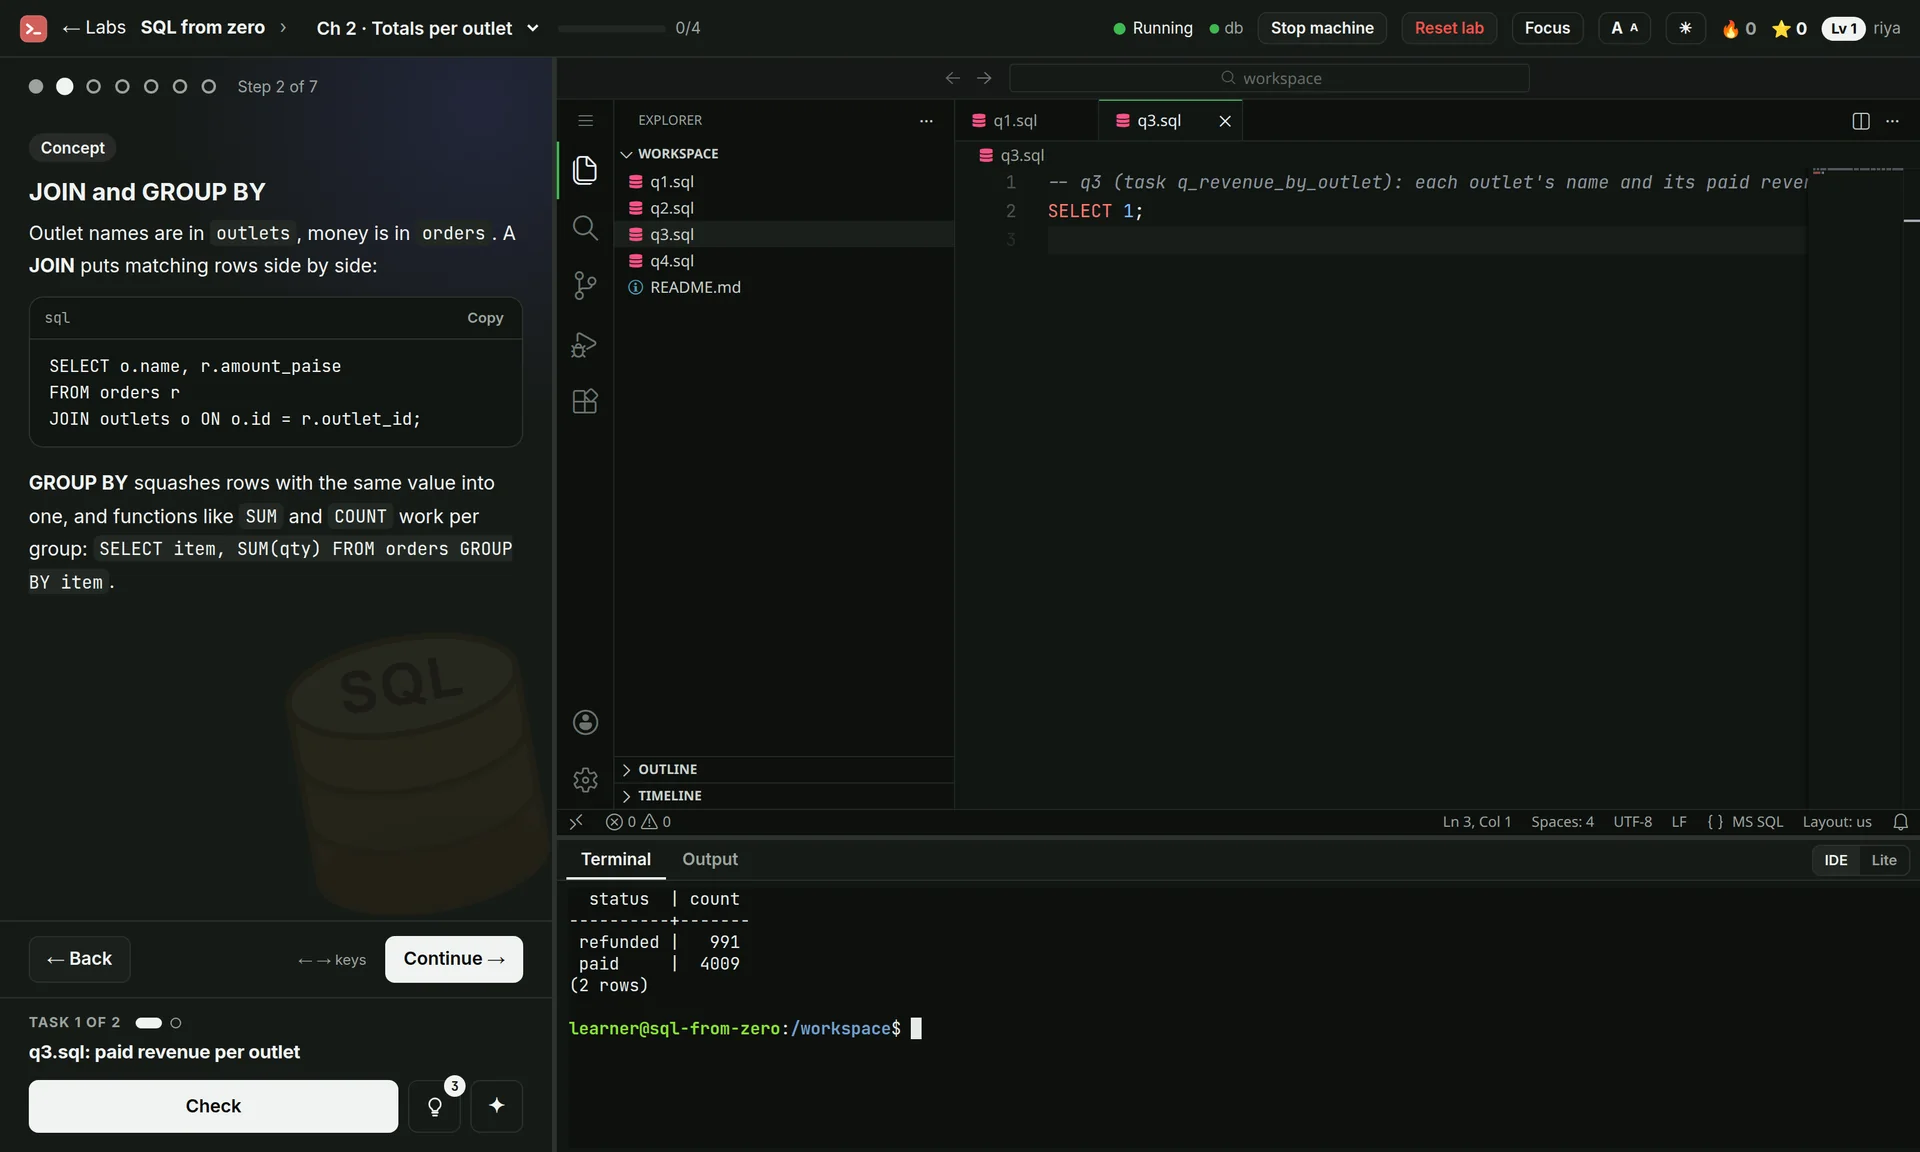 ← Labs SQL from zero › Ch 2 · Totals per outlet 0/4 Running db Stop machine Reset lab Focus A A 0 0 Lv 1 riya
Step 2 of 7
Concept
JOIN and GROUP BY
Outlet names are in outlets, money is in orders. A
JOIN puts matching rows side by side:
sql Copy
SELECT o.name, r.amount_paise
FROM orders r
JOIN outlets o ON o.id = r.outlet_id;
GROUP BY squashes rows with the same value into
one, and functions like SUM and COUNT work per
group: SELECT item, SUM(qty) FROM orders GROUP
BY item.
SQL
← Back ← → keys Continue →
TASK 1 OF 2
q3.sql: paid revenue per outlet
Check 3
workspace
EXPLORER
WORKSPACE
q1.sql
q2.sql
q3.sql
q4.sql
README.md
OUTLINE
TIMELINE
q1.sql q3.sql
q3.sql
1 -- q3 (task q_revenue_by_outlet): each outlet's name and its paid rever
2 SELECT 1;
3
0 0 Ln 3, Col 1 Spaces: 4 UTF-8 LF { } MS SQL Layout: us
Terminal Output IDE Lite
status | count
----------+-------
refunded | 991
paid | 4009
(2 rows)
learner@sql-from-zero:/workspace$